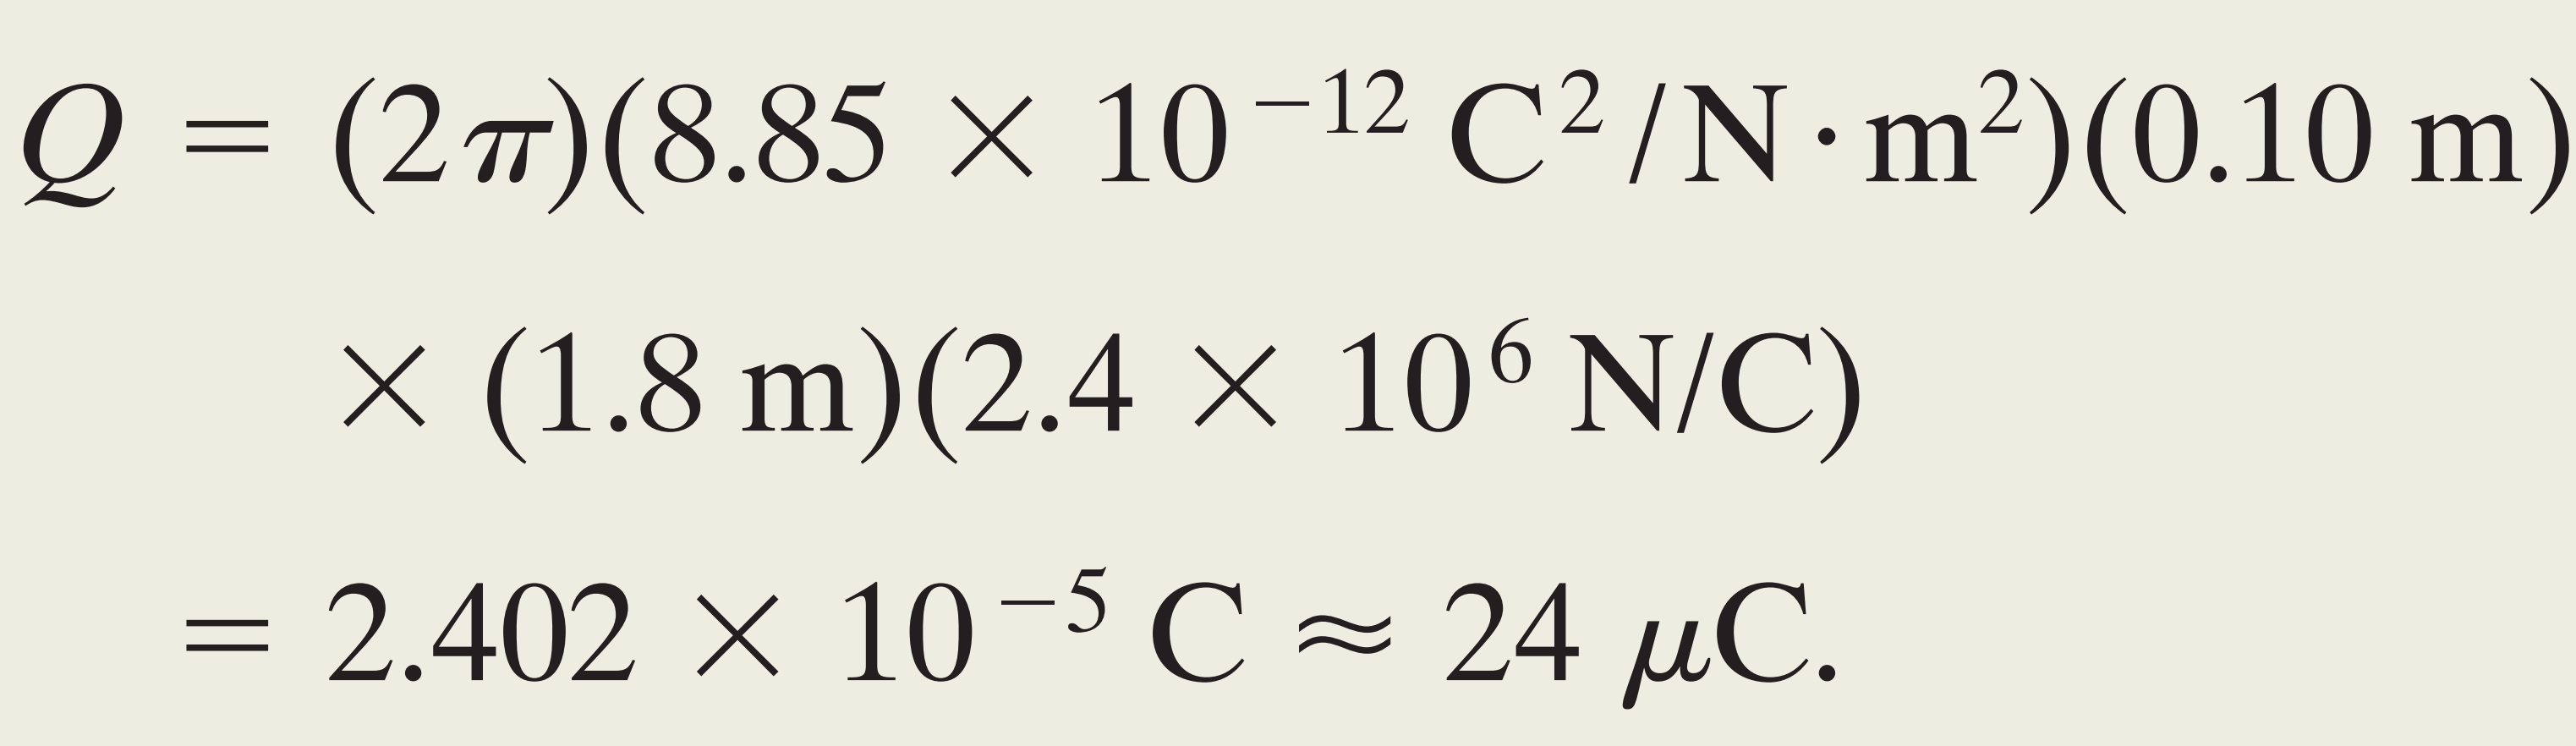 Q = (2π)(8.85 × 10⁻¹² C²/N·m²)(0.10 m)
× (1.8 m)(2.4 × 10⁶ N/C)
= 2.402 × 10⁻⁵ C ≈ 24 μC.